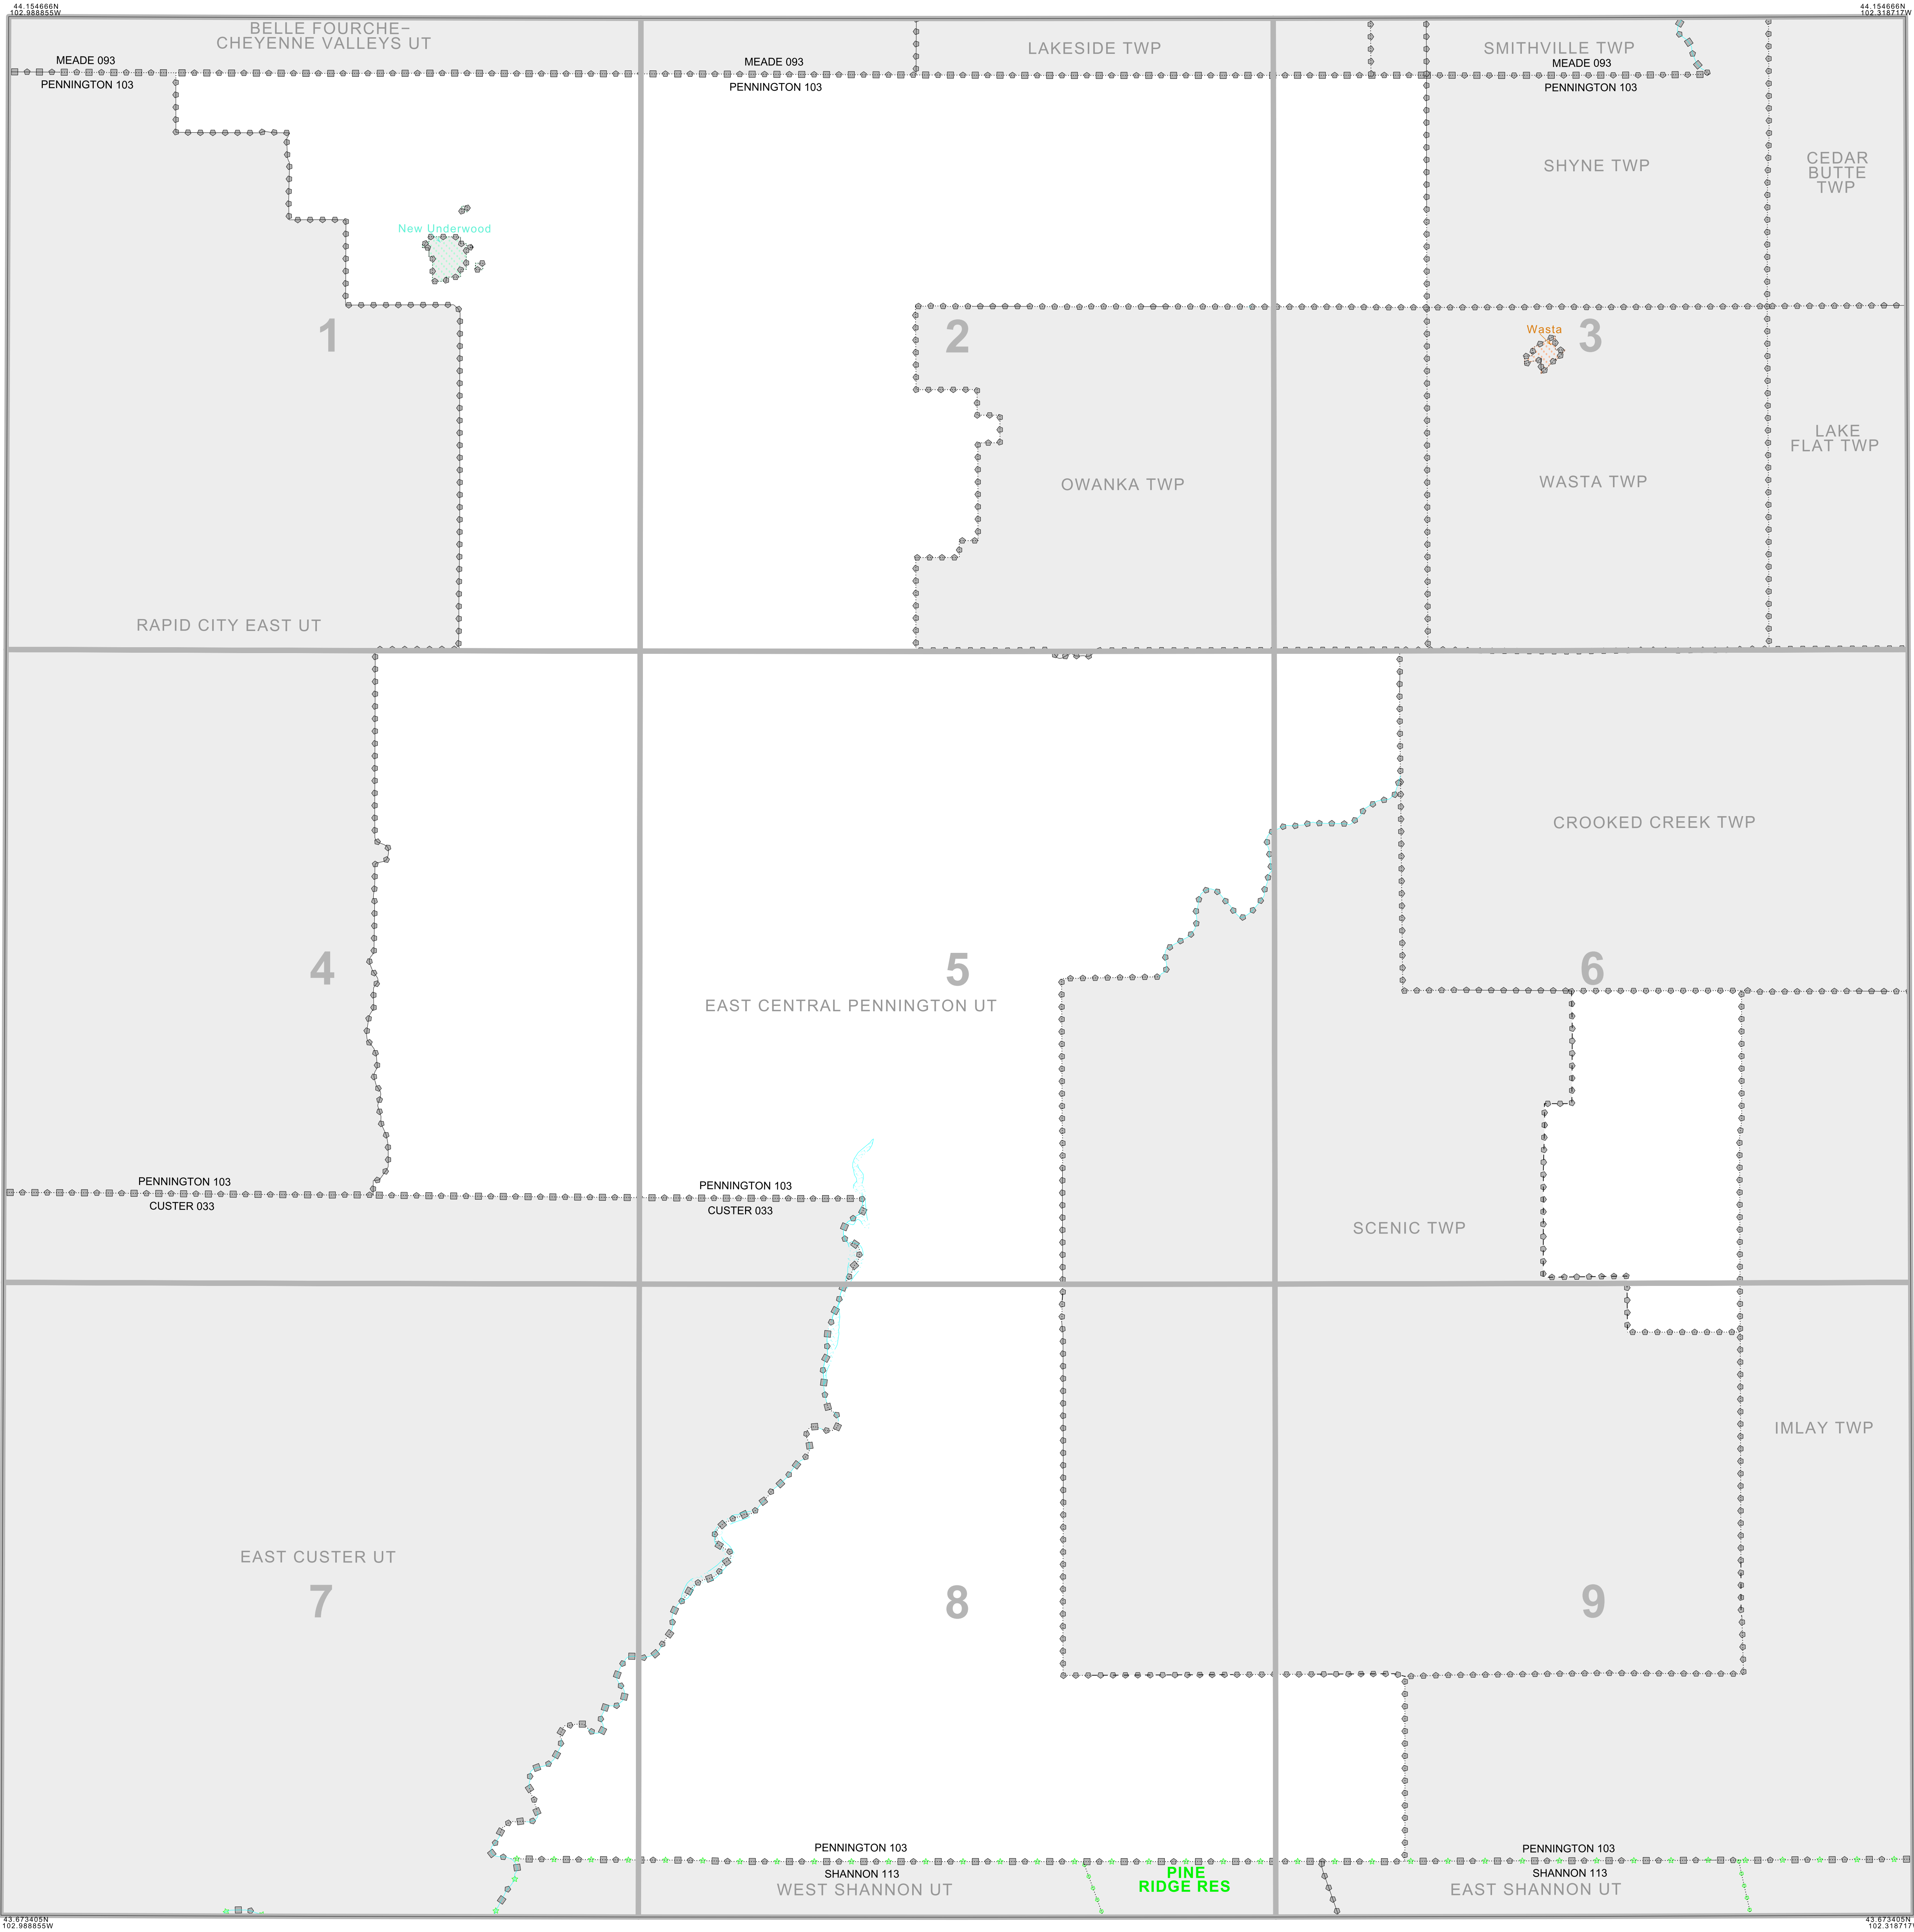 44.154666N
102.988855W
44.154666N
102.318717W
BELLE FOURCHE-
CHEYENNE VALLEYS UT
LAKESIDE TWP
SMITHVILLE TWP
MEADE 093
PENNINGTON 103
MEADE 093
PENNINGTON 103
MEADE 093
PENNINGTON 103
SHYNE TWP
CEDAR
BUTTE
TWP
New Underwood
1
2
Wasta
3
LAKE
FLAT TWP
OWANKA TWP
WASTA TWP
RAPID CITY EAST UT
CROOKED CREEK TWP
4
5
6
EAST CENTRAL PENNINGTON UT
PENNINGTON 103
CUSTER 033
PENNINGTON 103
CUSTER 033
SCENIC TWP
IMLAY TWP
EAST CUSTER UT
7
8
9
PENNINGTON 103
SHANNON 113
WEST SHANNON UT
PINE
RIDGE RES
PENNINGTON 103
SHANNON 113
EAST SHANNON UT
43.673405N
102.988855W
43.673405N
102.318717W